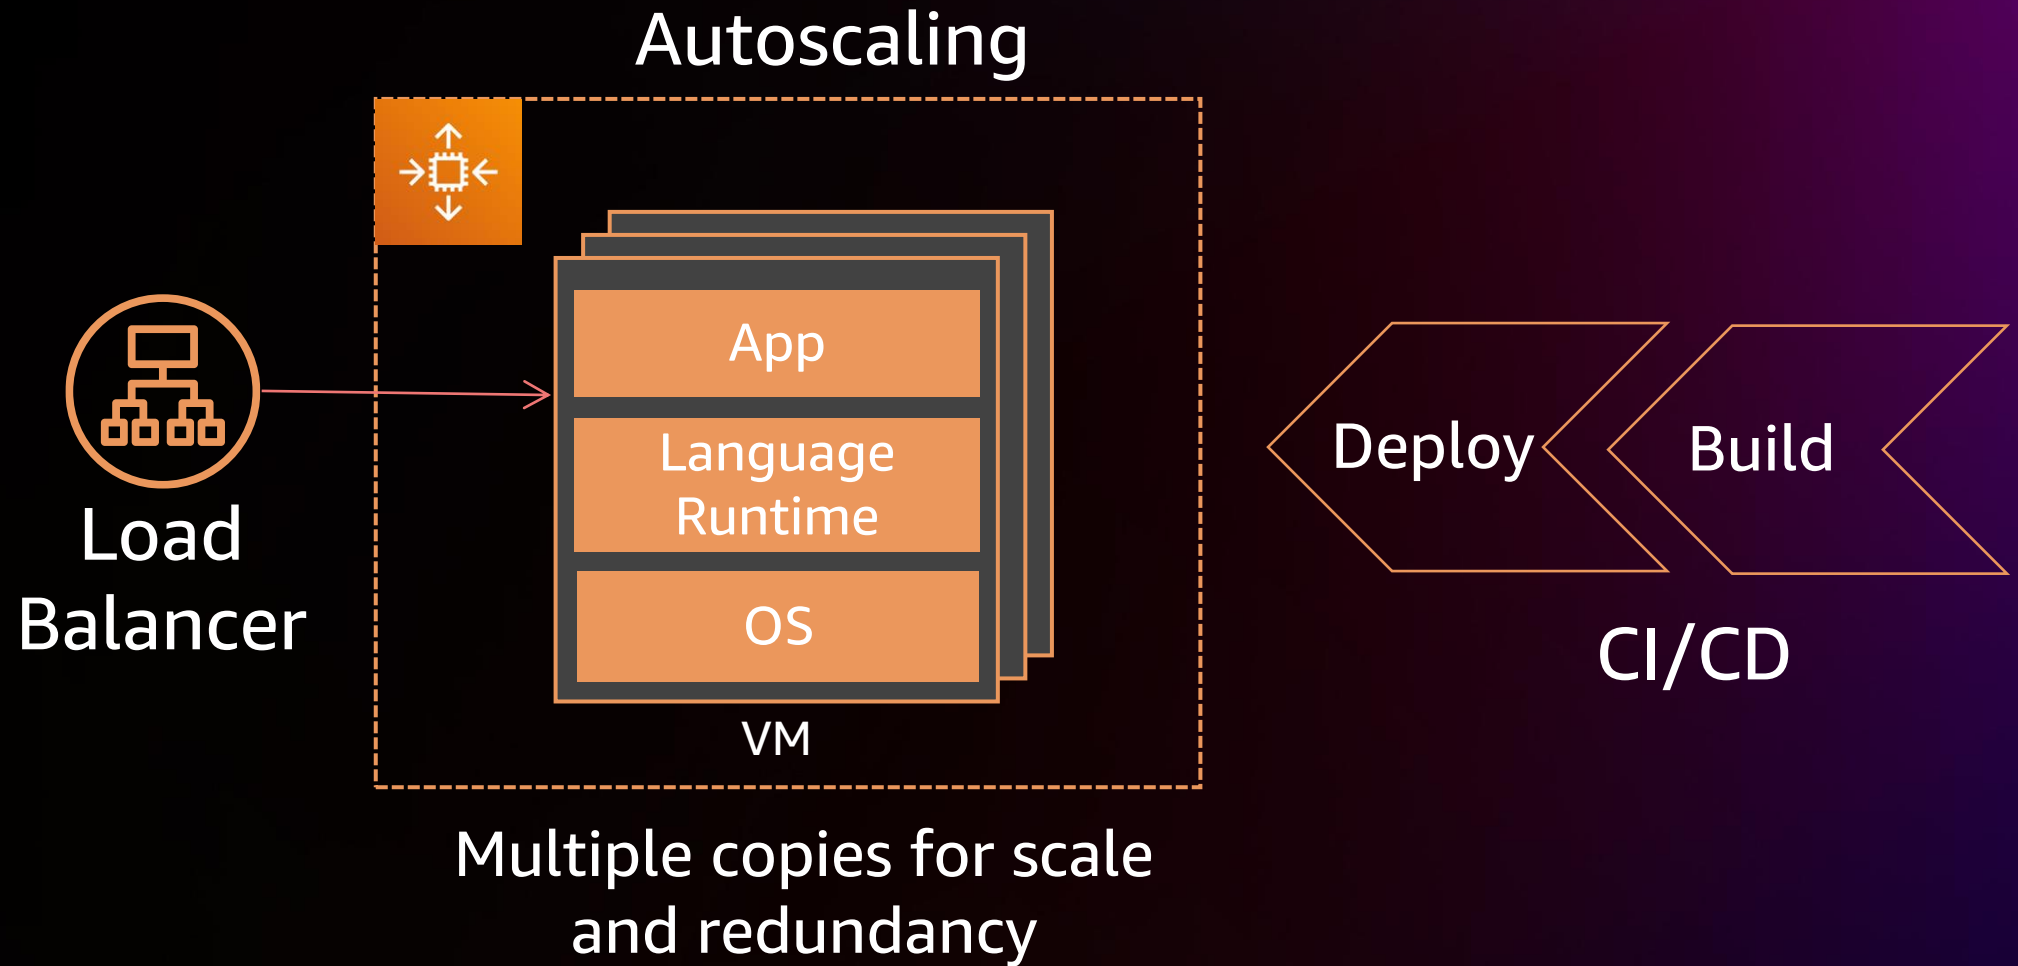 Autoscaling
App
Language
Runtime
OS
VM
Load
Balancer
Deploy
Build
CI/CD
Multiple copies for scale
and redundancy